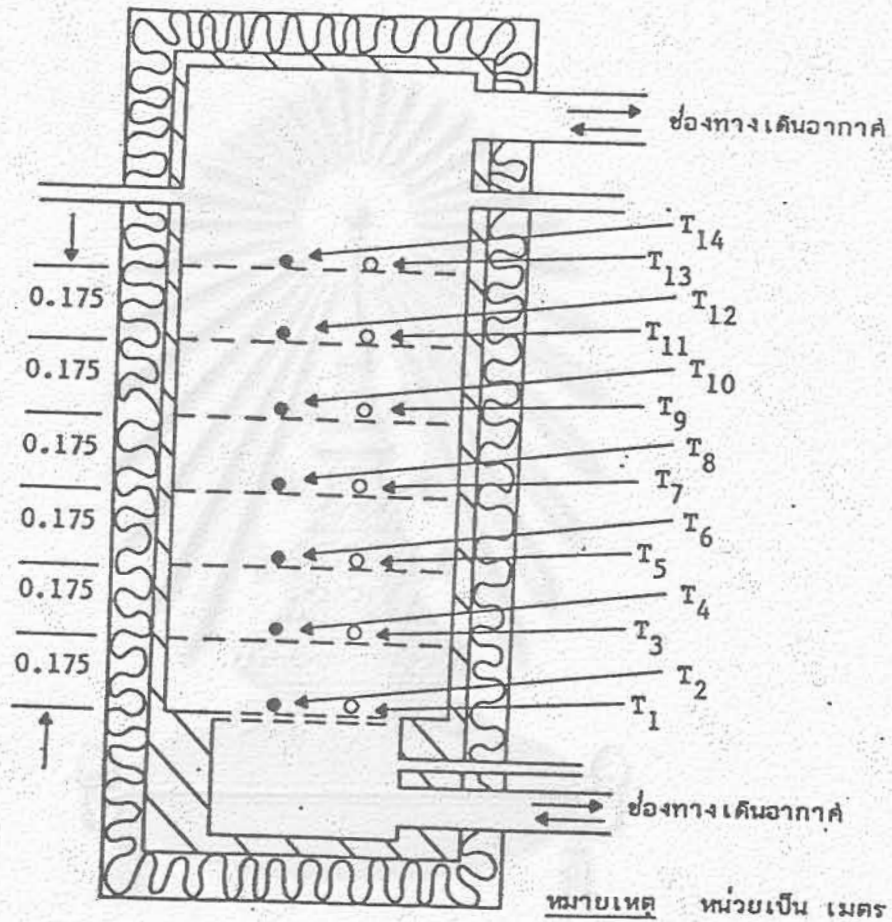 ช่องทางเดินอากาศ
T14
T13
0.175
T12
T11
0.175
T10
T9
0.175
T8
T7
0.175
T6
T5
0.175
T4
T3
0.175
T2
T1
ช่องทางเดินอากาศ
หมายเหตุ หน่วยเป็น เมตร